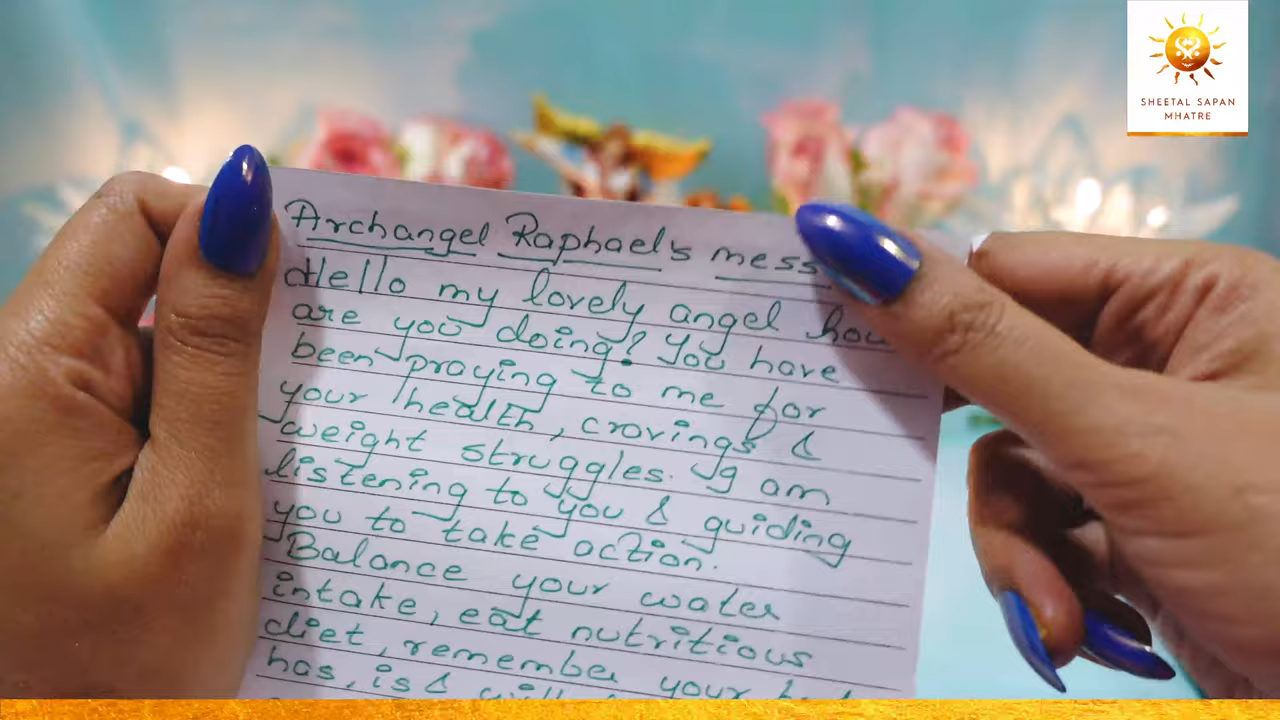 SHEETAL SAPAN
MHATRE
Archangel Raphael's
Hello my lovely angel
are you doing? You have
been praying to me for
your health, cravings &
weight struggles. I am
listening to you & guiding
you to take action.
Balance your water
intake, eat nutritious
diet, remember your
has, is &